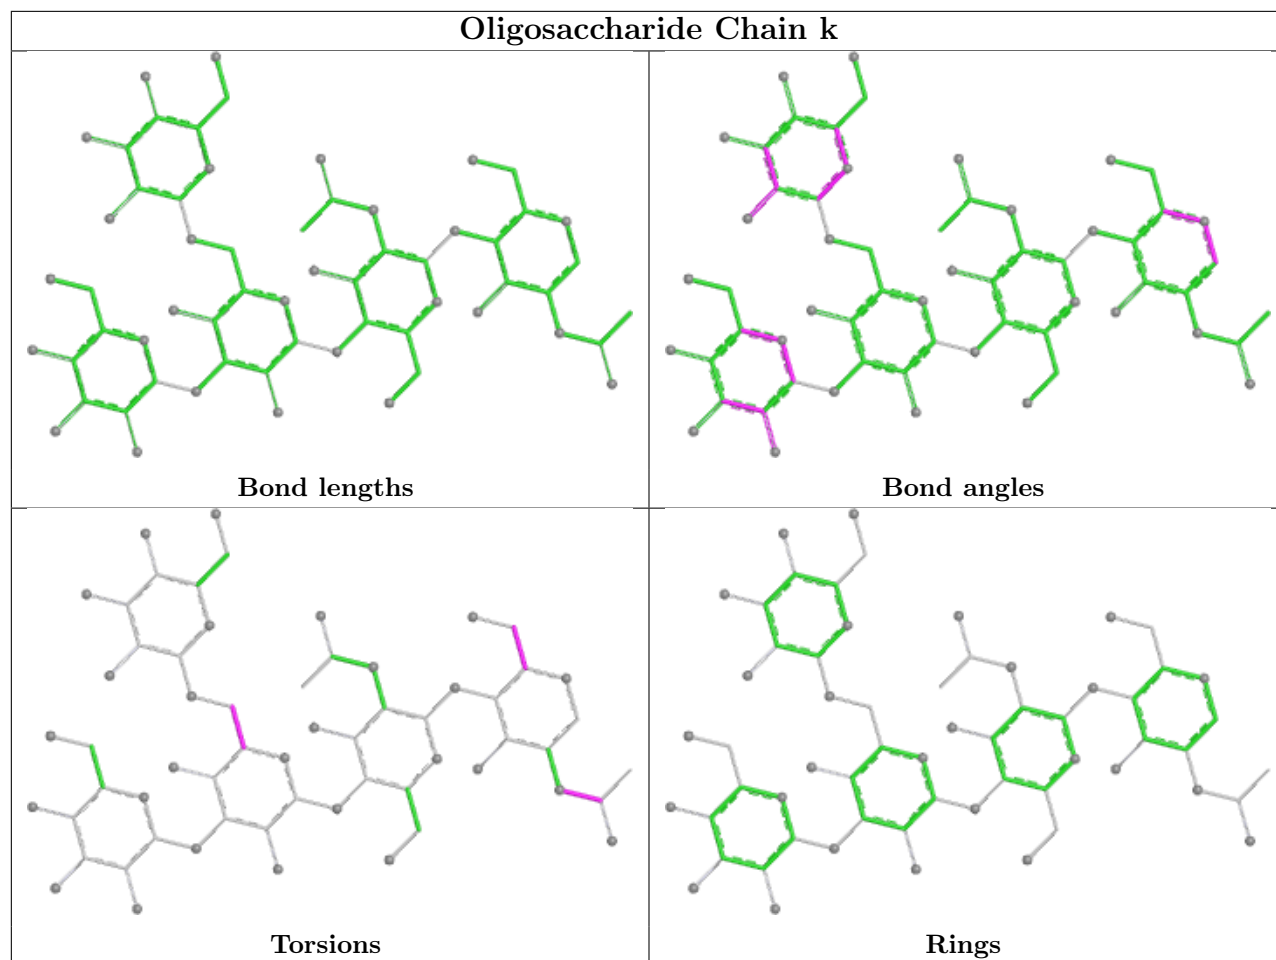 Oligosaccharide Chain k
Bond lengths
Bond angles
Torsions
Rings